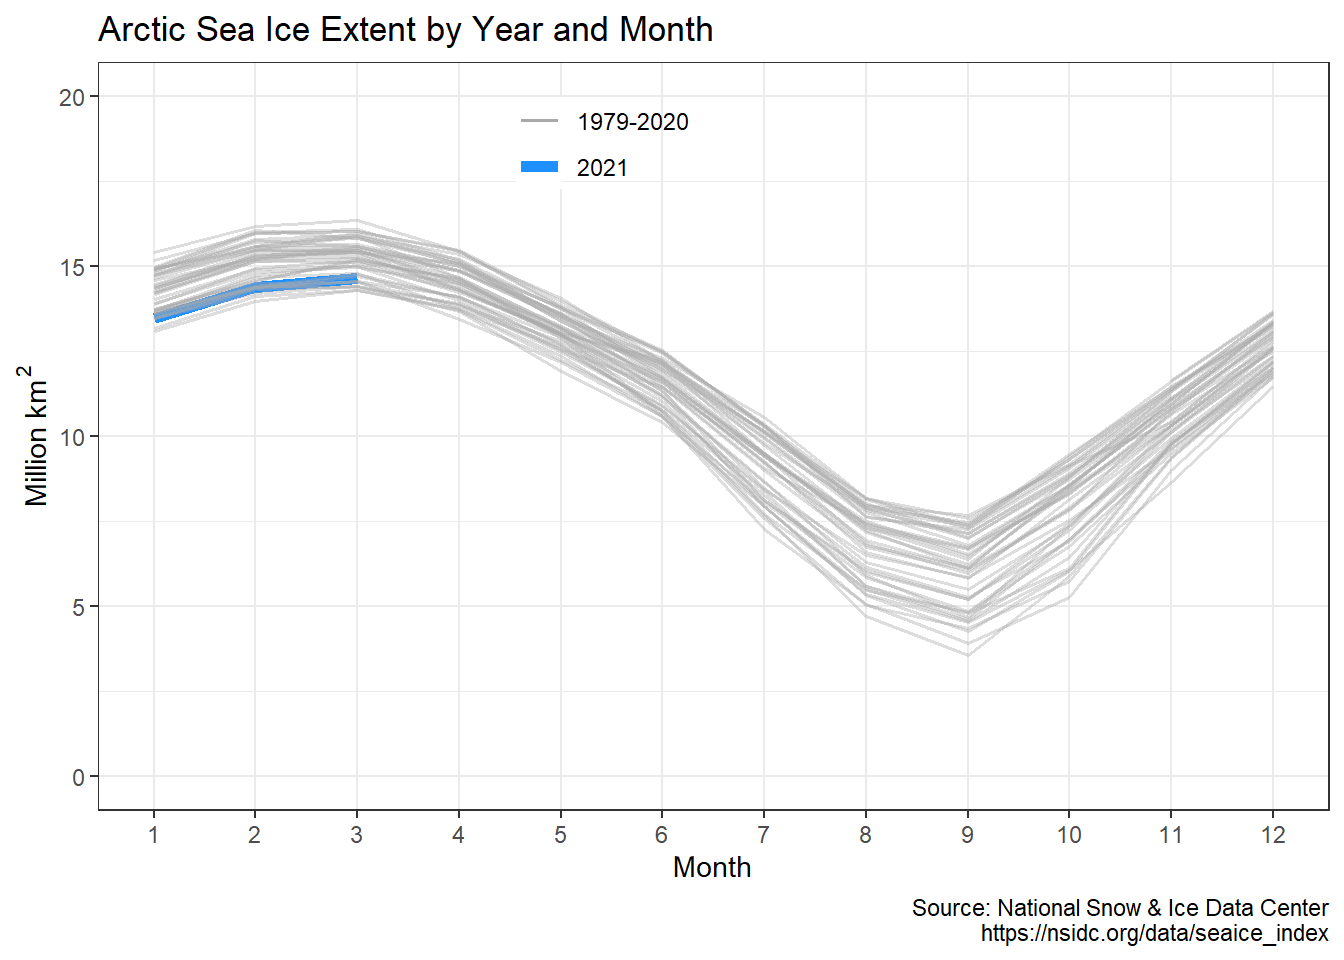 Arctic Sea Ice Extent by Year and Month
20
15
10
5
0
Million km²
1979-2020
2021
1 2 3 4 5 6 7 8 9 10 11 12
Month
Source: National Snow & Ice Data Center
https://nsidc.org/data/seaice_index